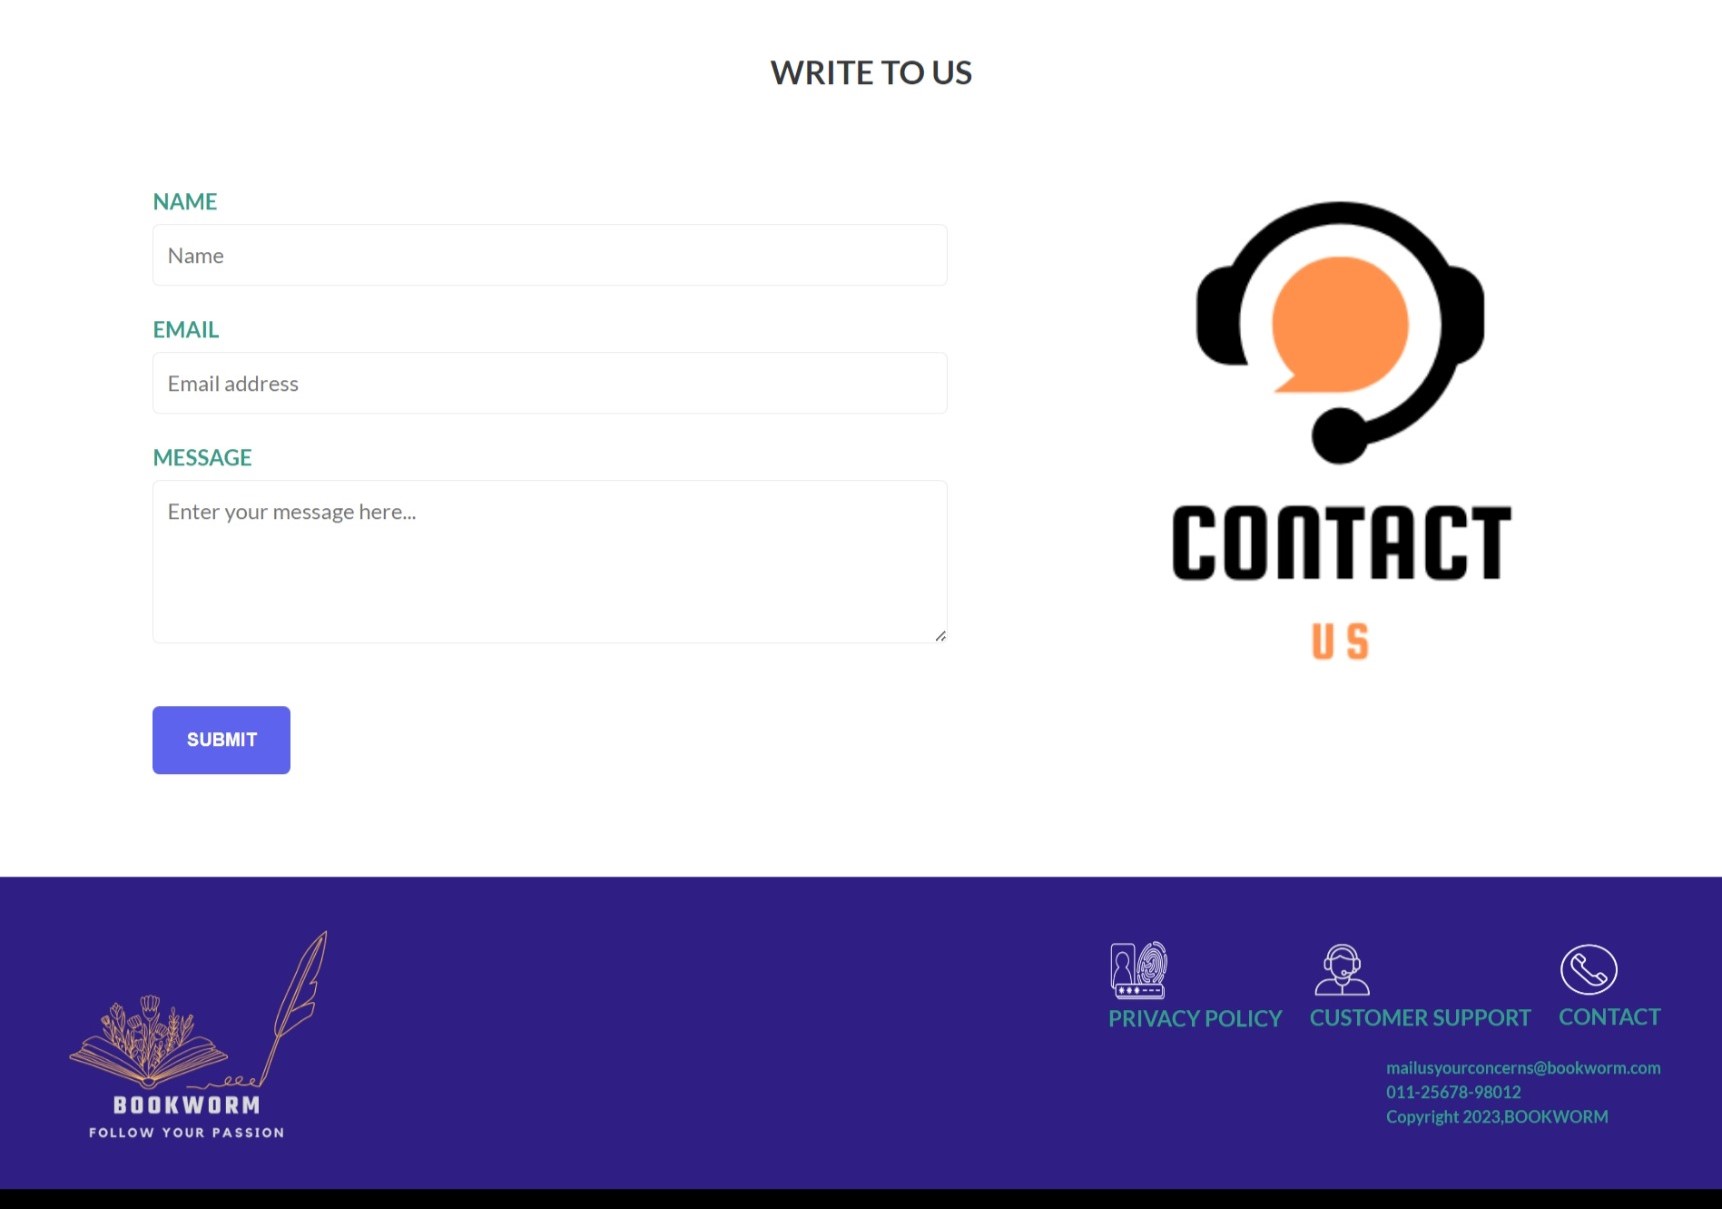 WRITE TO US
NAME
Name
EMAIL
Email address
MESSAGE
Enter your message here...
SUBMIT
CONTACT
US
BOOKWORM
FOLLOW YOUR PASSION
PRIVACY POLICY
CUSTOMER SUPPORT
CONTACT
mailusyourconcerns@bookworm.com
011-25678-98012
Copyright 2023,BOOKWORM